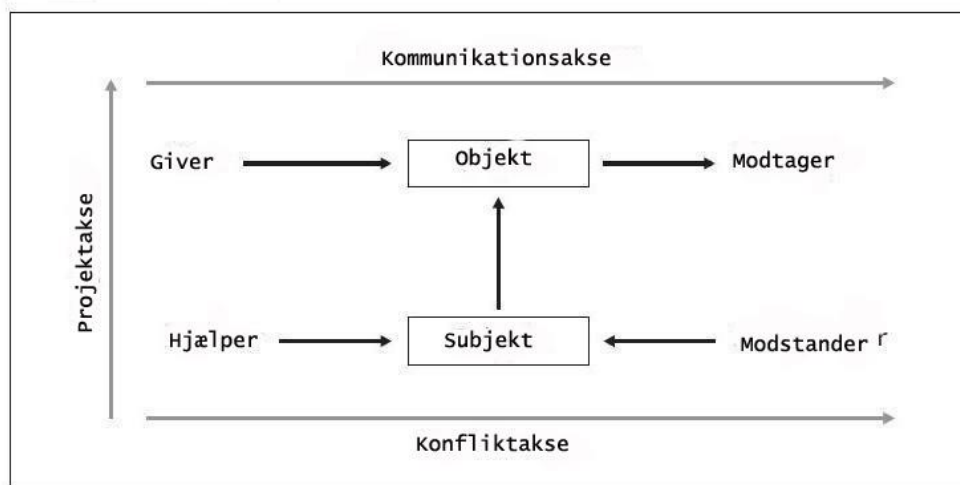 Kommunikationsakse
Giver Objekt Modtager
Projektakse
Hjælper Subjekt Modstander r
Konfliktakse